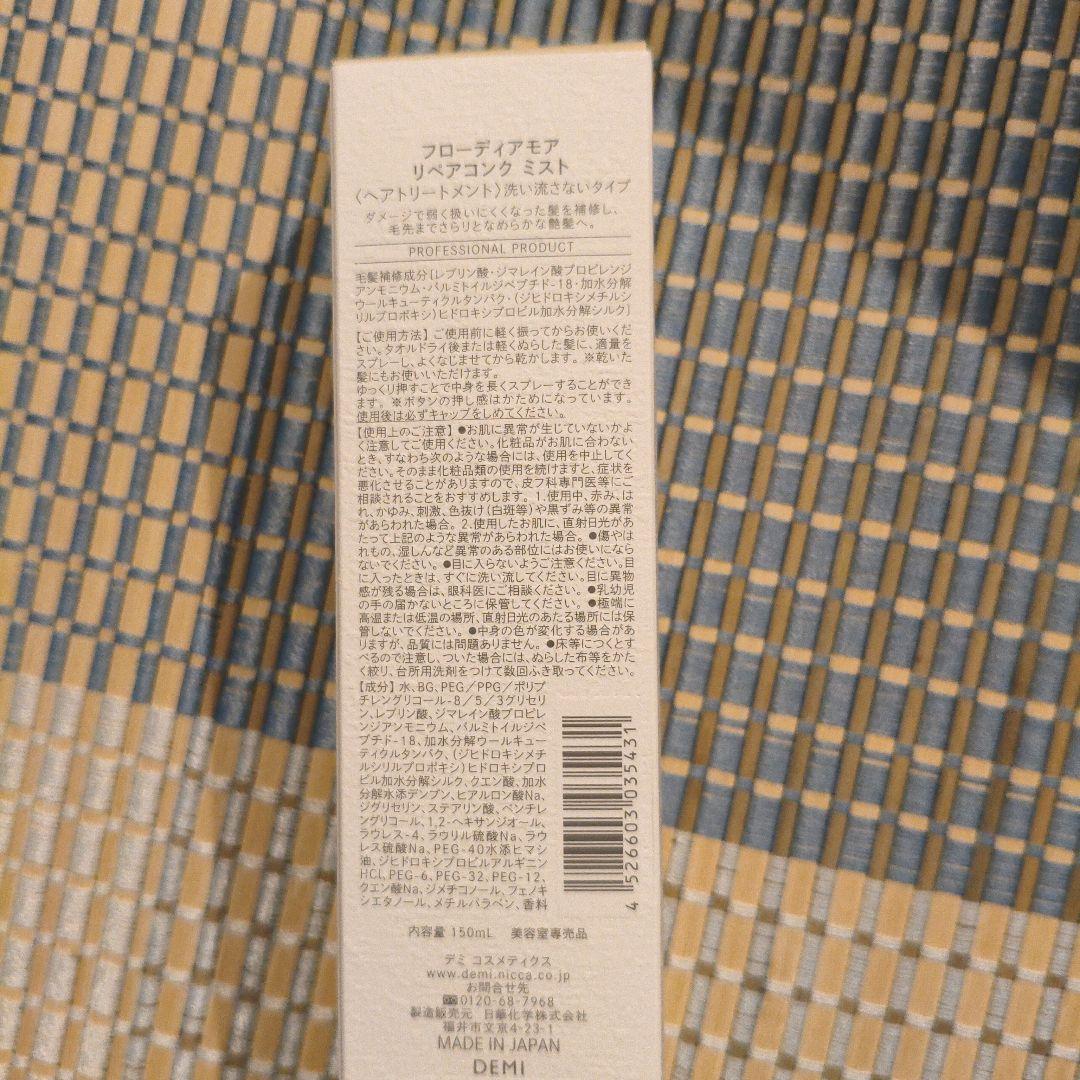 フローディアモア
リペアコンク ミスト
〈ヘアトリートメント〉洗い流さないタイプ
ダメージで弱く扱いにくくなった髪を補修し、
毛先までさらりとなめらかな艶髪へ。
PROFESSIONAL PRODUCT
毛髪補修成分［レブリン酸・ジマレイン酸プロピレンジ
アンモニウム・パルミトイルジペプチド-18・加水分解
ウールキューティクルタンパク・(ジヒドロキシメチルシ
リルプロポキシ)ヒドロキシプロピル加水分解シルク］
【ご使用方法】ご使用前に軽く振ってからお使いくだ
さい。タオルドライ後または軽くぬらした髪に、適量を
スプレーし、よくなじませてから乾かします。※乾いた
髪にもお使いいただけます。
ゆっくり押すことで中身を長くスプレーすることができ
ます。※ボタンの押し感はかためになっています。
使用後は必ずキャップをしめてください。
【使用上のご注意】●お肌に異常が生じていないかよ
く注意してご使用ください。化粧品がお肌に合わない
とき、すなわち次のような場合には、使用を中止してく
ださい。そのまま化粧品類の使用を続けますと、症状を
悪化させることがありますので、皮フ科専門医等にご
相談されることをおすすめします。1.使用中、赤み、は
れ、かゆみ、刺激、色抜け(白斑等)や黒ずみ等の異常
があらわれた場合。2.使用したお肌に、直射日光があ
たって上記のような異常があらわれた場合。●傷やは
れもの、湿しんなど異常のある部位にはお使いになら
ないでください。●目に入らないようご注意ください。目
に入ったときは、すぐに洗い流してください。目に異物
感が残る場合は、眼科医にご相談ください。●乳幼児
の手の届かないところに保管してください。●極端に
高温または低温の場所、直射日光のあたる場所には保
管しないでください。●中身の色が変化する場合があ
りますが、品質には問題ありません。●床等につくとす
べるので注意し、ついた場合には、ぬらした布等をかた
く絞り、台所用洗剤をつけて数回ふき取ってください。
【成分】水、BG、PEG／PPG／ポリブ
チレングリコール-8／5／3グリセリ
ン、レブリン酸、ジマレイン酸プロピレ
ンジアンモニウム、パルミトイルジペ
プチド-18、加水分解ウールキュー
ティクルタンパク、(ジヒドロキシメチ
ルシリルプロポキシ)ヒドロキシプロ
ピル加水分解シルク、クエン酸、加水
分解水添デンプン、ヒアルロン酸Na、
ジグリセリン、ステアリン酸、ペンチレ
ングリコール、1,2-ヘキサンジオール、
ラウレス-4、ラウリル硫酸Na、ラウ
レス硫酸Na、PEG-40水添ヒマシ
油、ジヒドロキシプロピルアルギニン
HCl、PEG-6、PEG-32、PEG-12、
クエン酸Na、ジメチコノール、フェノキ
シエタノール、メチルパラベン、香料
4 526603 035431
内容量 150mL 美容室専売品
デミ コスメティクス
www.demi.nicca.co.jp
お問合せ先
0120-68-7968
製造販売元 日華化学株式会社
福井市文京4-23-1
MADE IN JAPAN
DEMI